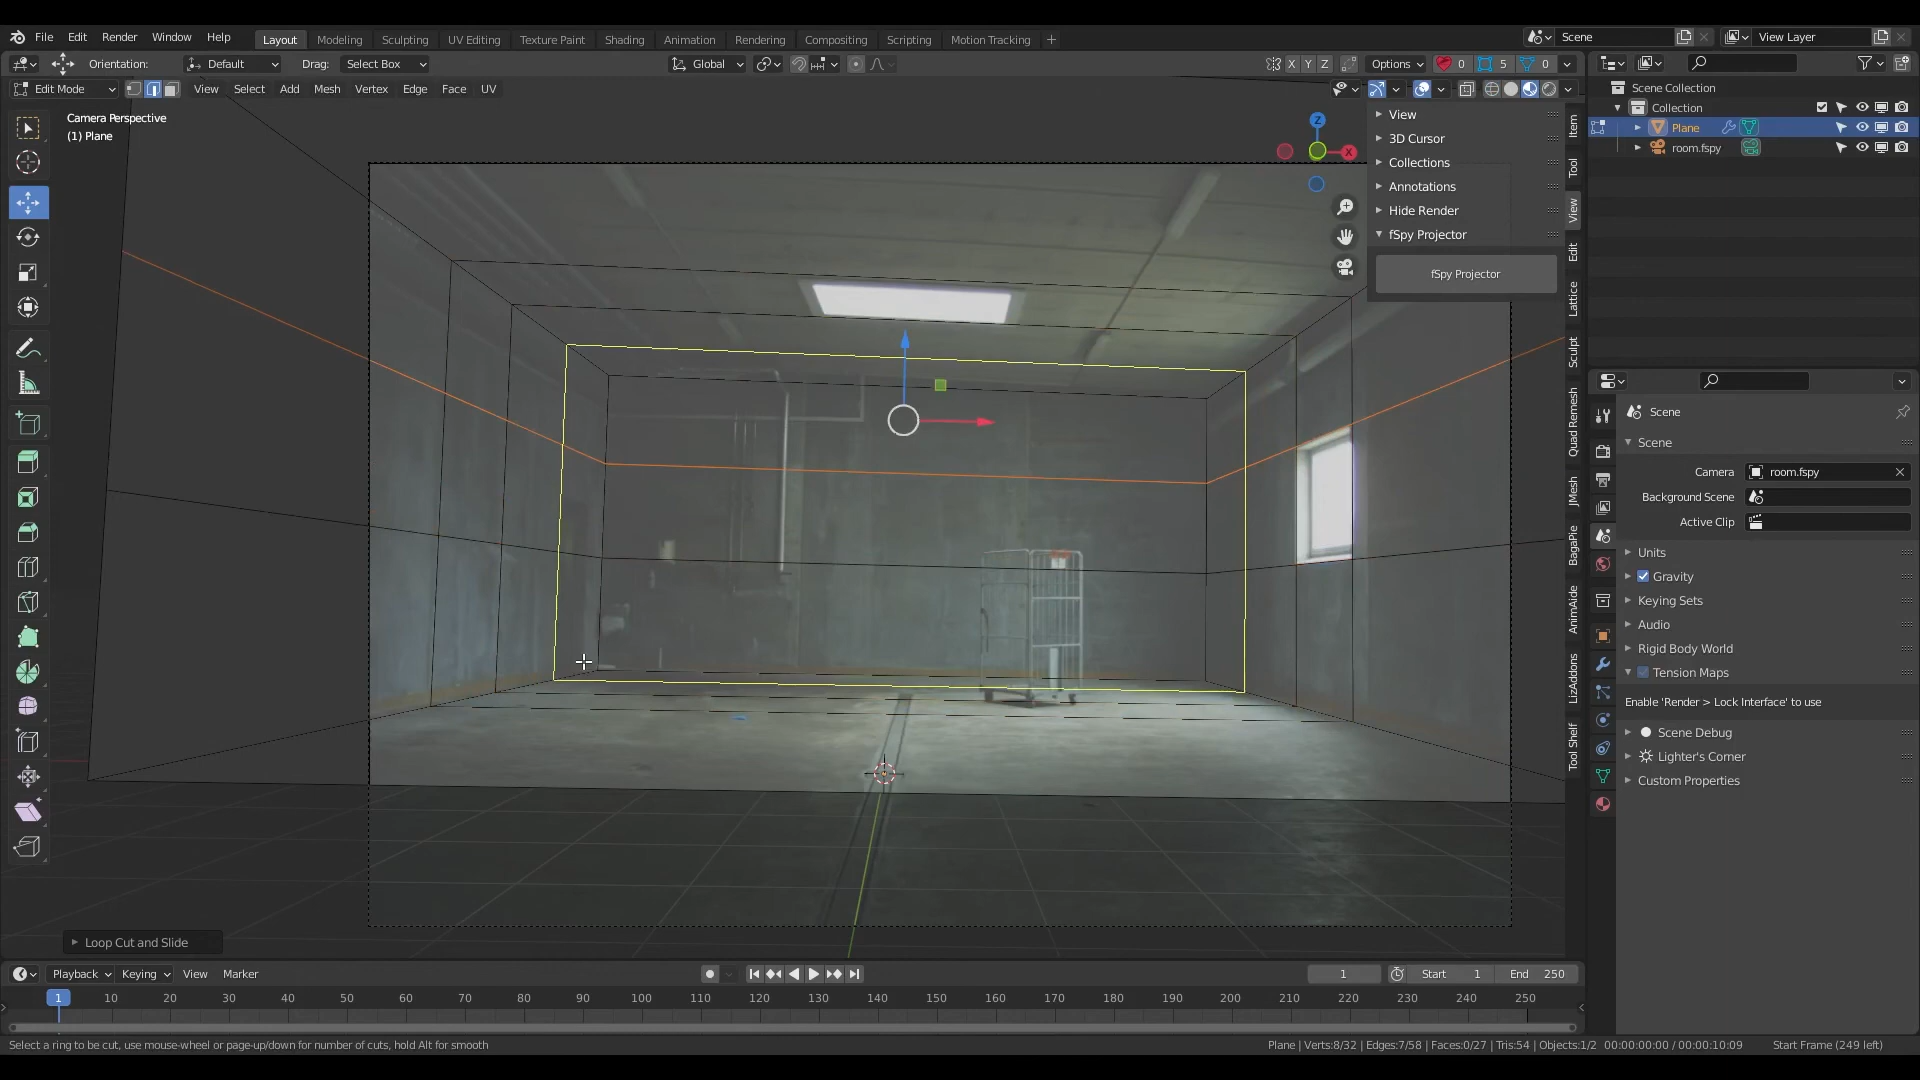 File Edit Render Window Help
Layout Modeling Sculpting UV Editing Texture Paint Shading Animation Rendering Compositing Scripting Motion Tracking +
Scene View Layer
Orientation: Default Drag: Select Box Global X Y Z Options 0 5 0
Edit Mode View Select Add Mesh Vertex Edge Face UV
Camera Perspective
(1) Plane
Z
X
View
3D Cursor
Collections
Annotations
Hide Render
fSpy Projector
fSpy Projector
Item
Tool
View
Edit
Lattice
Sculpt
Quad Remesh
JMesh
BagaPie
AnimAide
LizAddons
Tool Shelf
Scene Collection
Collection
Plane
room.fspy
Scene
Scene
Camera room.fspy
Background Scene
Active Clip
Units
Gravity
Keying Sets
Audio
Rigid Body World
Tension Maps
Enable 'Render > Lock Interface' to use
Scene Debug
Lighter's Corner
Custom Properties
Loop Cut and Slide
Playback Keying View Marker 1 Start 1 End 250
1 10 20 30 40 50 60 70 80 90 100 110 120 130 140 150 160 170 180 190 200 210 220 230 240 250
Select a ring to be cut, use mouse-wheel or page-up/down for number of cuts, hold Alt for smooth Plane | Verts:8/32 | Edges:7/58 | Faces:0/27 | Tris:54 | Objects:1/2 00:00:00:00 / 00:00:10:09 Start Frame (249 left)